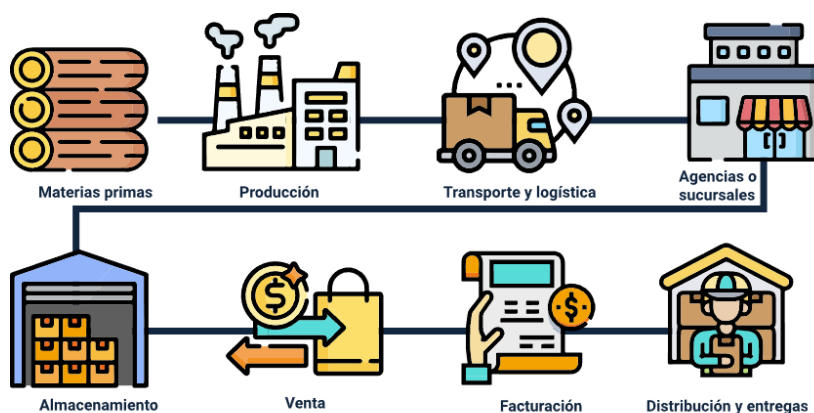 Materias primas
Producción
Transporte y logística
Agencias o
sucursales
Almacenamiento
Venta
Facturación
Distribución y entregas